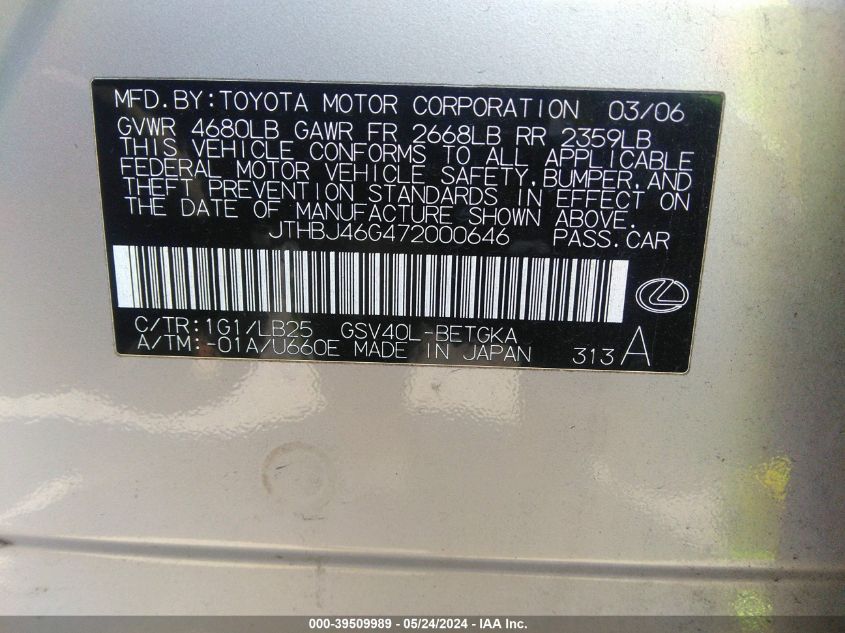 MFD.BY:TOYOTA MOTOR CORPORATION 03/06
GVWR 4680LB GAWR FR 2668LB RR 2359LB
THIS VEHICLE CONFORMS TO ALL APPLICABLE
FEDERAL MOTOR VEHICLE SAFETY,BUMPER,AND
THEFT PREVENTION STANDARDS IN EFFECT ON
THE DATE OF MANUFACTURE SHOWN ABOVE.
JTHBJ46G472000646 PASS.CAR
C/TR:1G1/LB25 GSV40L-BETGKA
A/TM:-01A/U660E MADE IN JAPAN 313A
000-39509989 - 05/24/2024 - IAA Inc.